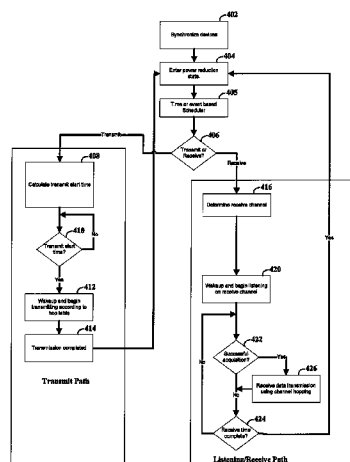 402
Synchronize devices
404
Enter power reduction
state.
405
Time or event based
Scheduler
406
Transmit or
Receive?
Transmit
Receive
408
Calculate transmit start time
410
Transmit start
time?
No
Yes
412
Wakeup and begin
transmitting according to
hop table
414
Transmission completed
Transmit Path
416
Determine receive channel
Yes
420
Wakeup and begin listening
on receive channel
422
Successful
acquisition?
Yes
No
426
Receive data transmission
using channel hopping
No
424
Receive time
complete?
Listening/Receive Path